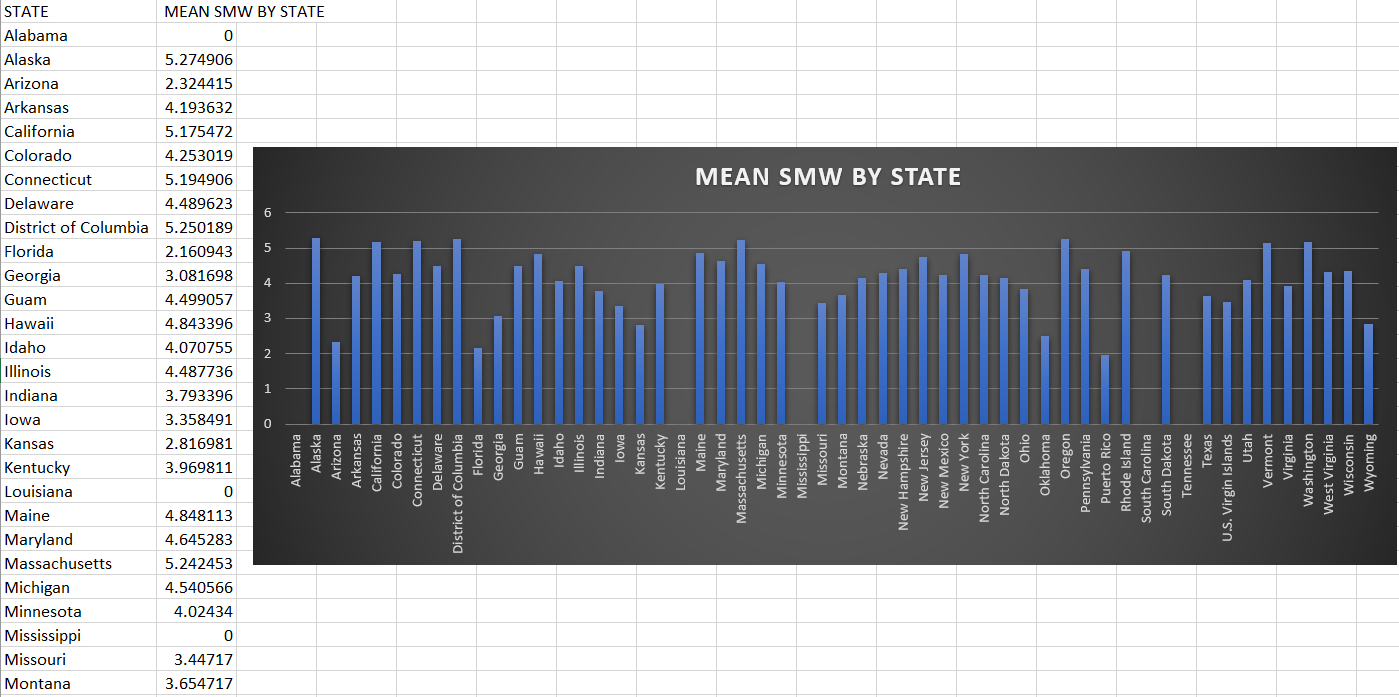 STATE MEAN SMW BY STATE
Alabama 0
Alaska 5.274906
Arizona 2.324415
Arkansas 4.193632
California 5.175472
Colorado 4.253019
Connecticut 5.194906
Delaware 4.489623
District of Columbia 5.250189
Florida 2.160943
Georgia 3.081698
Guam 4.499057
Hawaii 4.843396
Idaho 4.070755
Illinois 4.487736
Indiana 3.793396
Iowa 3.358491
Kansas 2.816981
Kentucky 3.969811
Louisiana 0
Maine 4.848113
Maryland 4.645283
Massachusetts 5.242453
Michigan 4.540566
Minnesota 4.02434
Mississippi 0
Missouri 3.44717
Montana 3.654717
MEAN SMW BY STATE
6
5
4
3
2
1
0
Alabama
Alaska
Arizona
Arkansas
California
Colorado
Connecticut
Delaware
District of Columbia
Florida
Georgia
Guam
Hawaii
Idaho
Illinois
Indiana
Iowa
Kansas
Kentucky
Louisiana
Maine
Maryland
Massachusetts
Michigan
Minnesota
Mississippi
Missouri
Montana
Nebraska
Nevada
New Hampshire
New Jersey
New Mexico
New York
North Carolina
North Dakota
Ohio
Oklahoma
Oregon
Pennsylvania
Puerto Rico
Rhode Island
South Carolina
South Dakota
Tennessee
Texas
U.S. Virgin Islands
Utah
Vermont
Virginia
Washington
West Virginia
Wisconsin
Wyoming